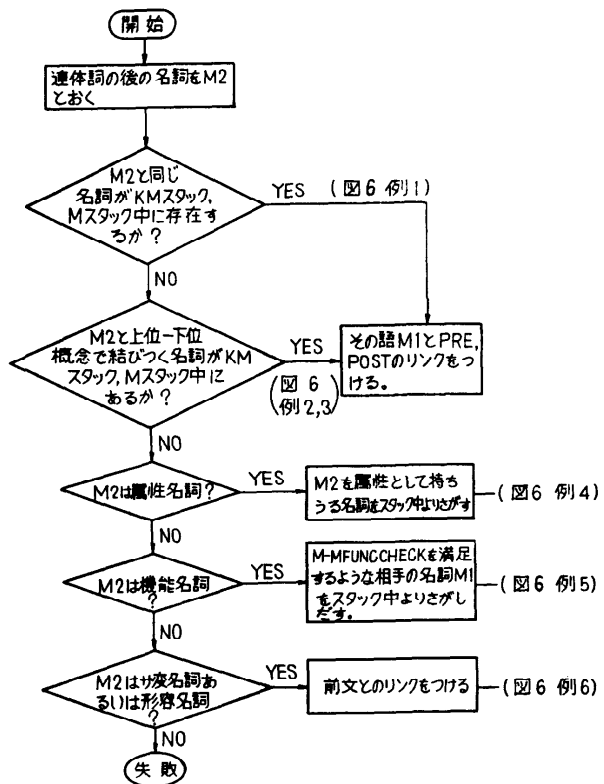 開始
連体詞の後の名詞をM2
とおく
M2と同じ
名詞がKMスタック,
Mスタック中に存在す
るか?
YES (図6 例1)
NO
M2と上位-下位
概念で結びつく名詞がKM
スタック, Mスタック中に
あるか?
YES
(図6
例2,3)
その語M1とPRE,
POSTのリンクをつ
ける。
NO
M2は属性名詞?
YES
M2を属性として持ち
うる名詞をスタック中よりさがす
(図6 例4)
NO
M2は機能名詞
?
YES
M-MFUNCCHECKを満足
するような相手の名詞M1
をスタック中よりさがし
だす。
(図6 例5)
NO
M2はサ変名詞あ
るいは形容名詞
?
YES
前文とのリンクをつける
(図6 例6)
NO
失敗